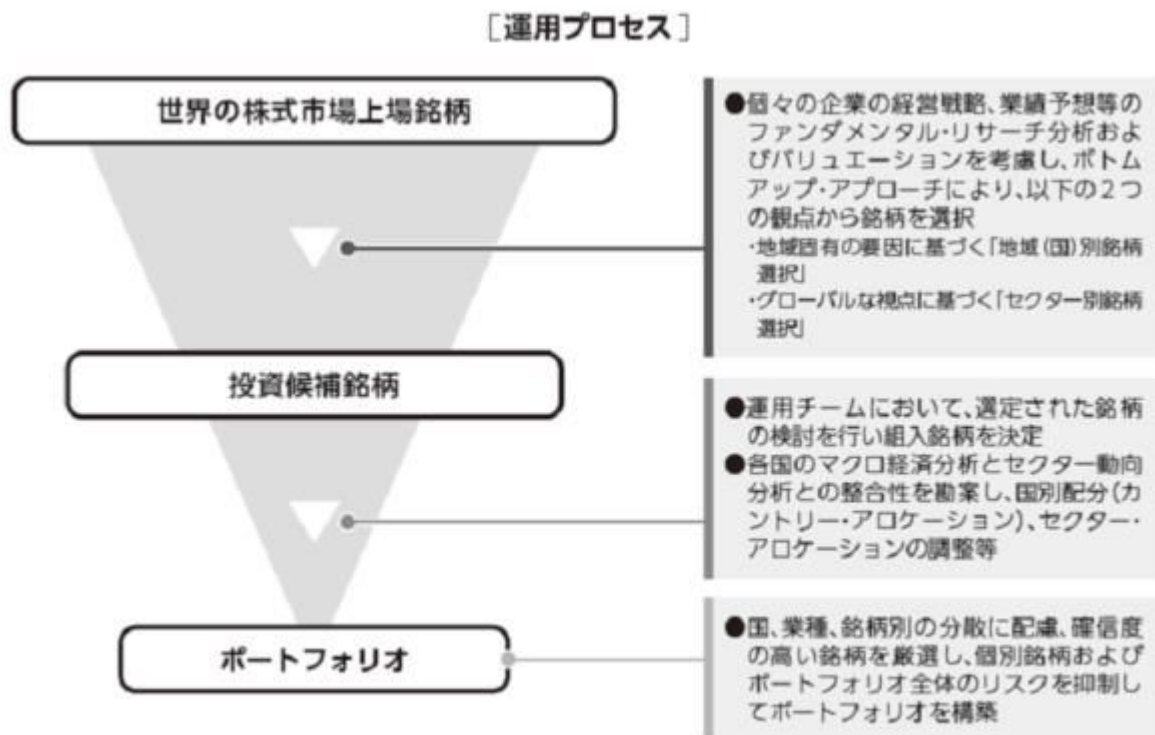 ［運用プロセス］
世界の株式市場上場銘柄
●個々の企業の経営戦略、業績予想等の
ファンダメンタル・リサーチ分析およ
びバリュエーションを考慮し、ボトム
アップ・アプローチにより、以下の2つ
の観点から銘柄を選択
・地域固有の要因に基づく「地域(国)別銘柄
選択」
・グローバルな視点に基づく「セクター別銘柄
選択」
投資候補銘柄
●運用チームにおいて、選定された銘柄
の検討を行い組入銘柄を決定
●各国のマクロ経済分析とセクター動向
分析との整合性を勘案し、国別配分(カ
ントリー・アロケーション)、セクター・
アロケーションの調整等
ポートフォリオ
●国、業種、銘柄別の分散に配慮、確信度
の高い銘柄を厳選し、個別銘柄および
ポートフォリオ全体のリスクを抑制し
てポートフォリオを構築